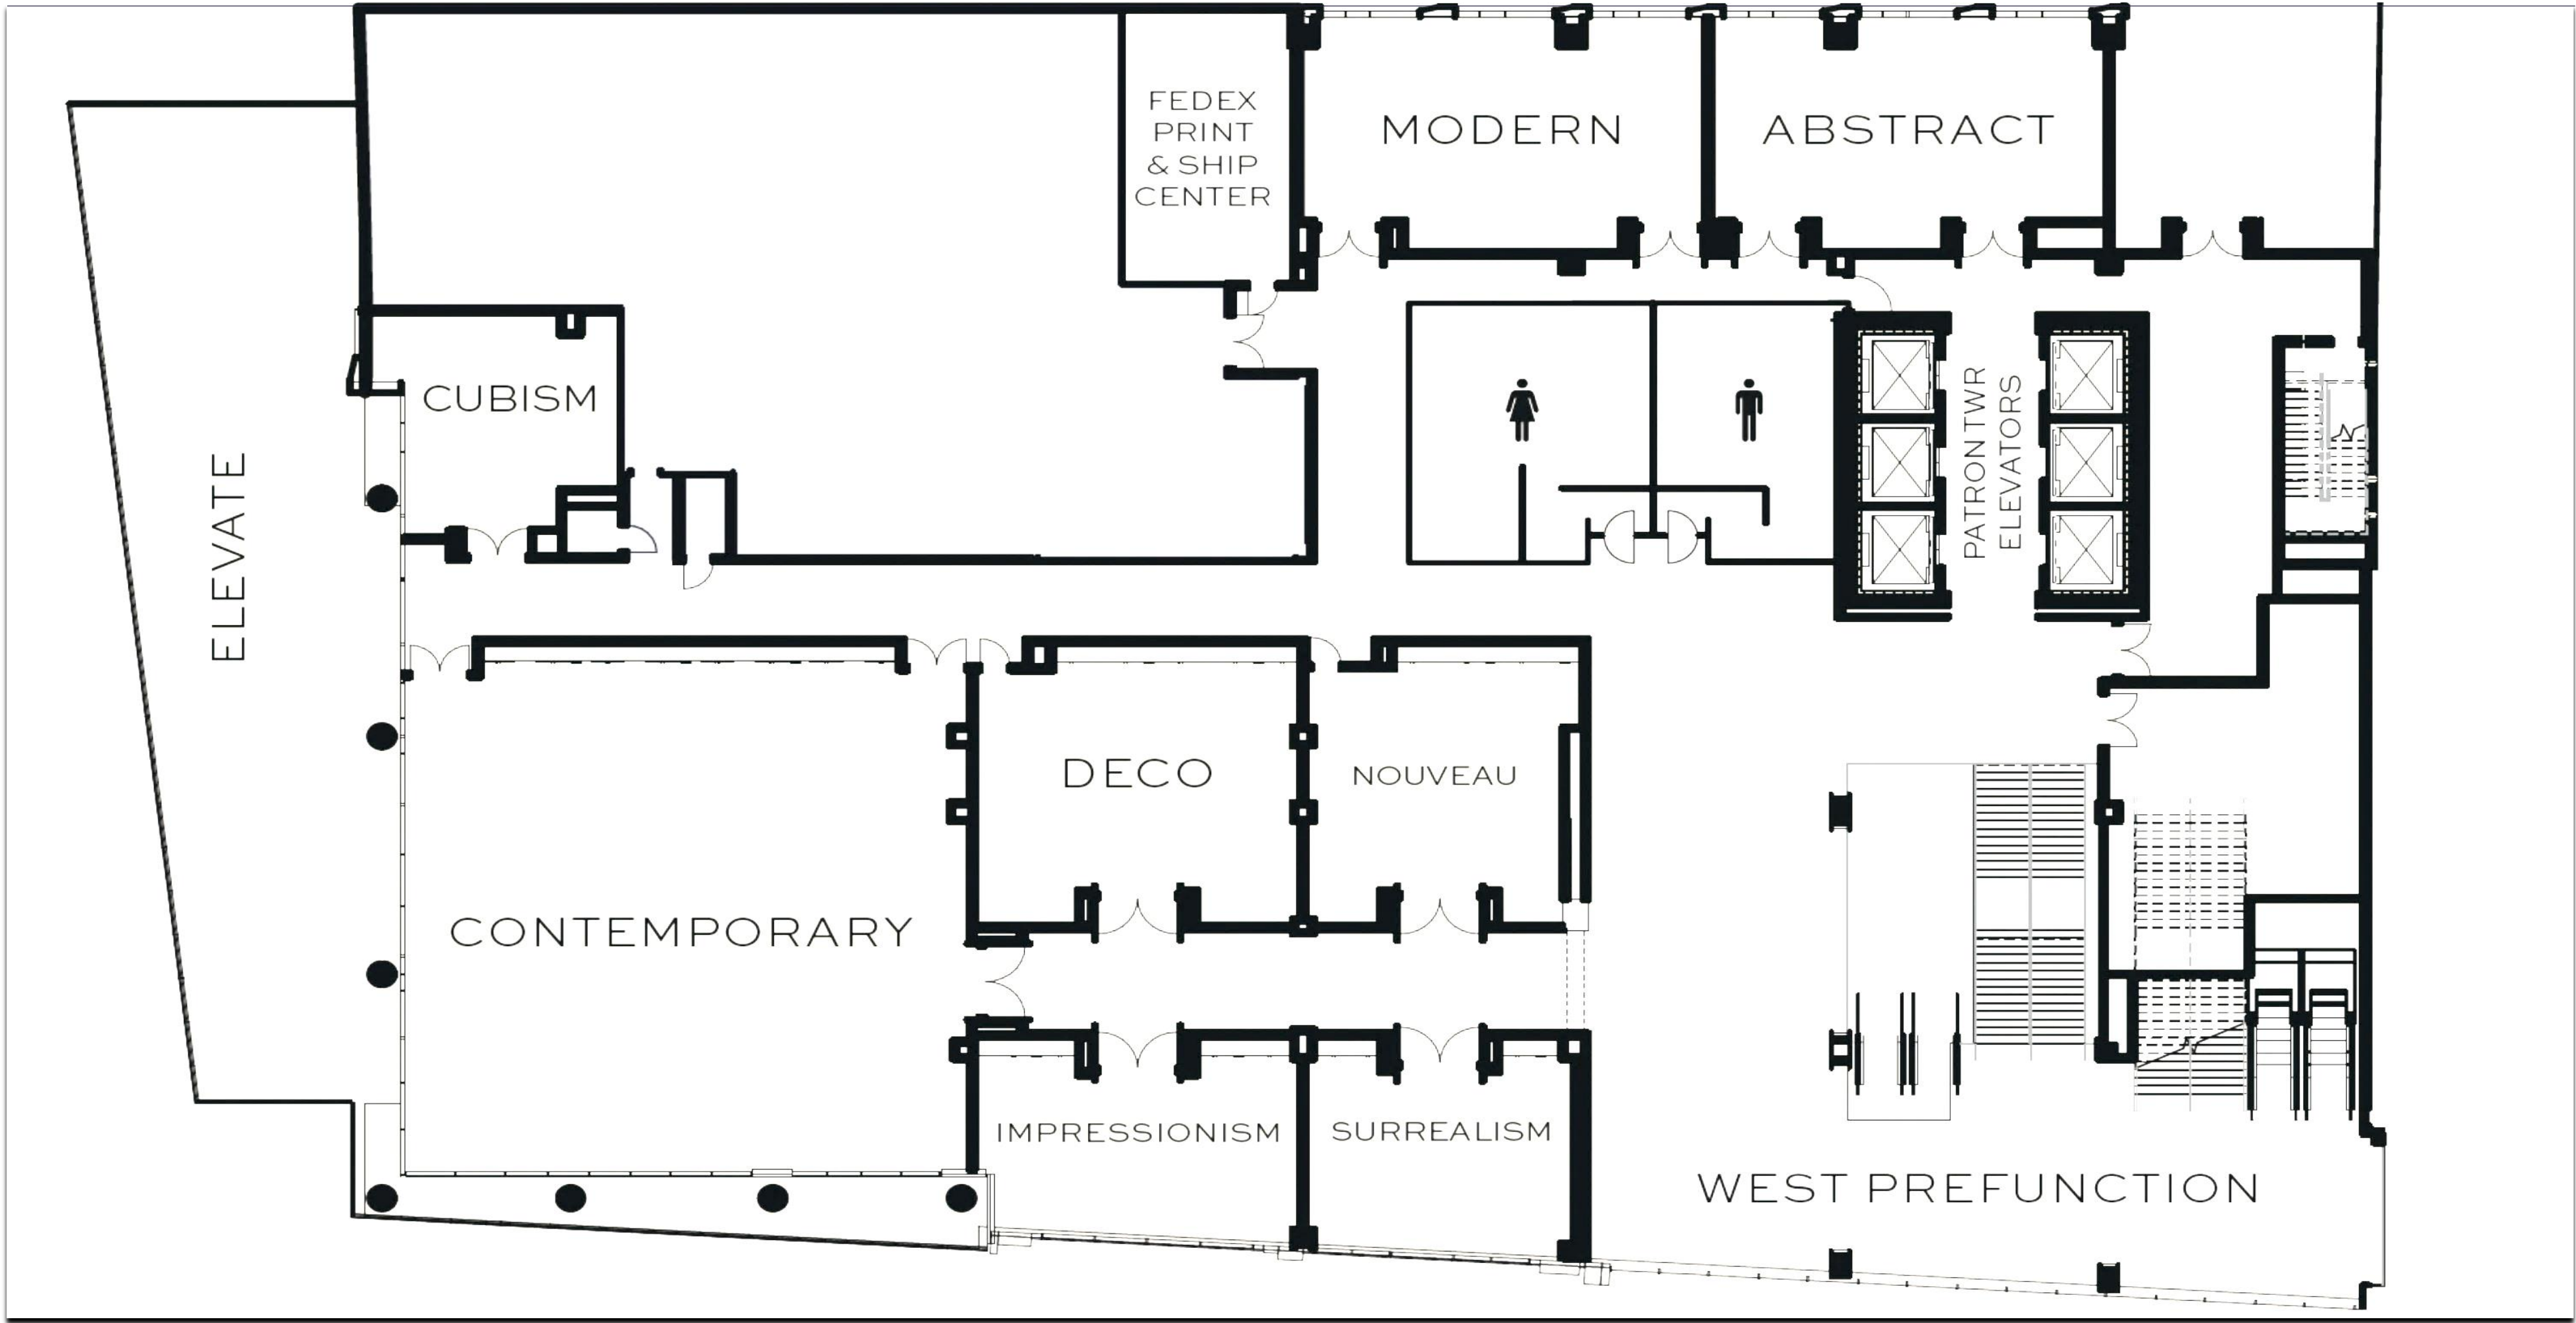 FEDEX
PRINT
& SHIP
CENTER
MODERN
ABSTRACT
CUBISM
PATRON TWR
ELEVATORS
ELEVATE
DECO
NOUVEAU
CONTEMPORARY
IMPRESSIONISM
SURREALISM
WEST PREFUNCTION